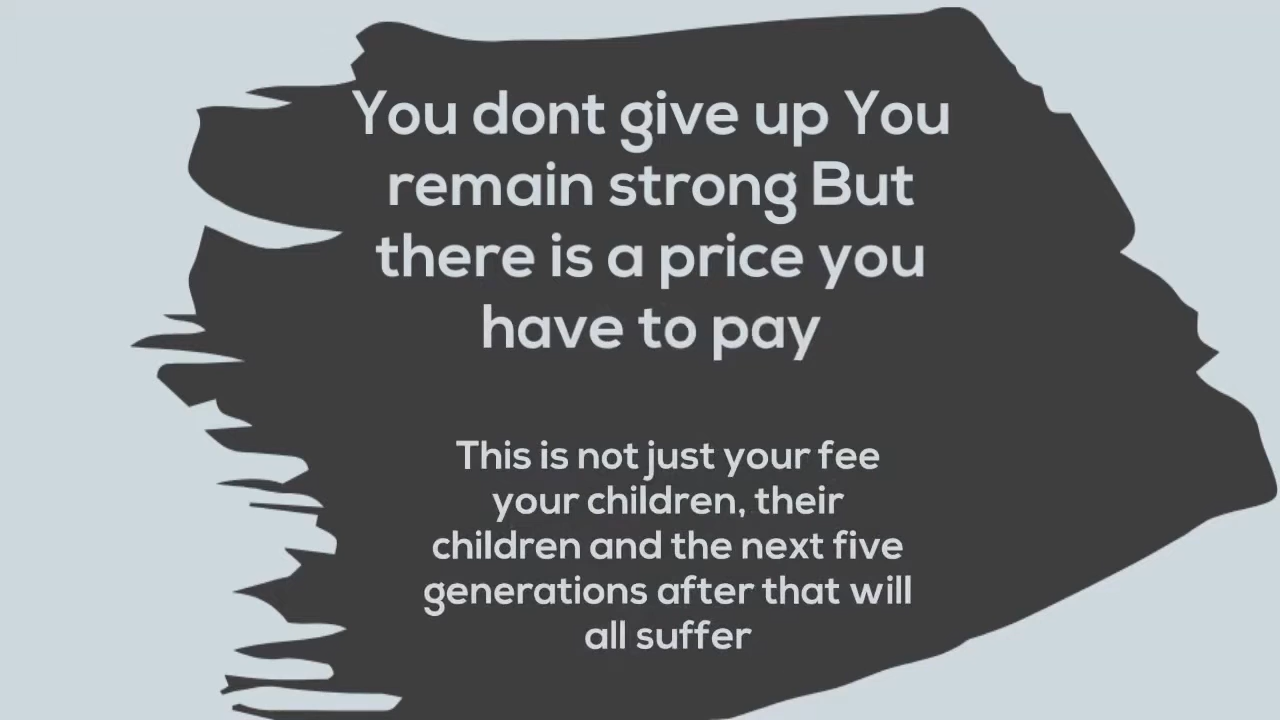 You dont give up You
remain strong But
there is a price you
have to pay
This is not just your fee
your children, their
children and the next five
generations after that will
all suffer